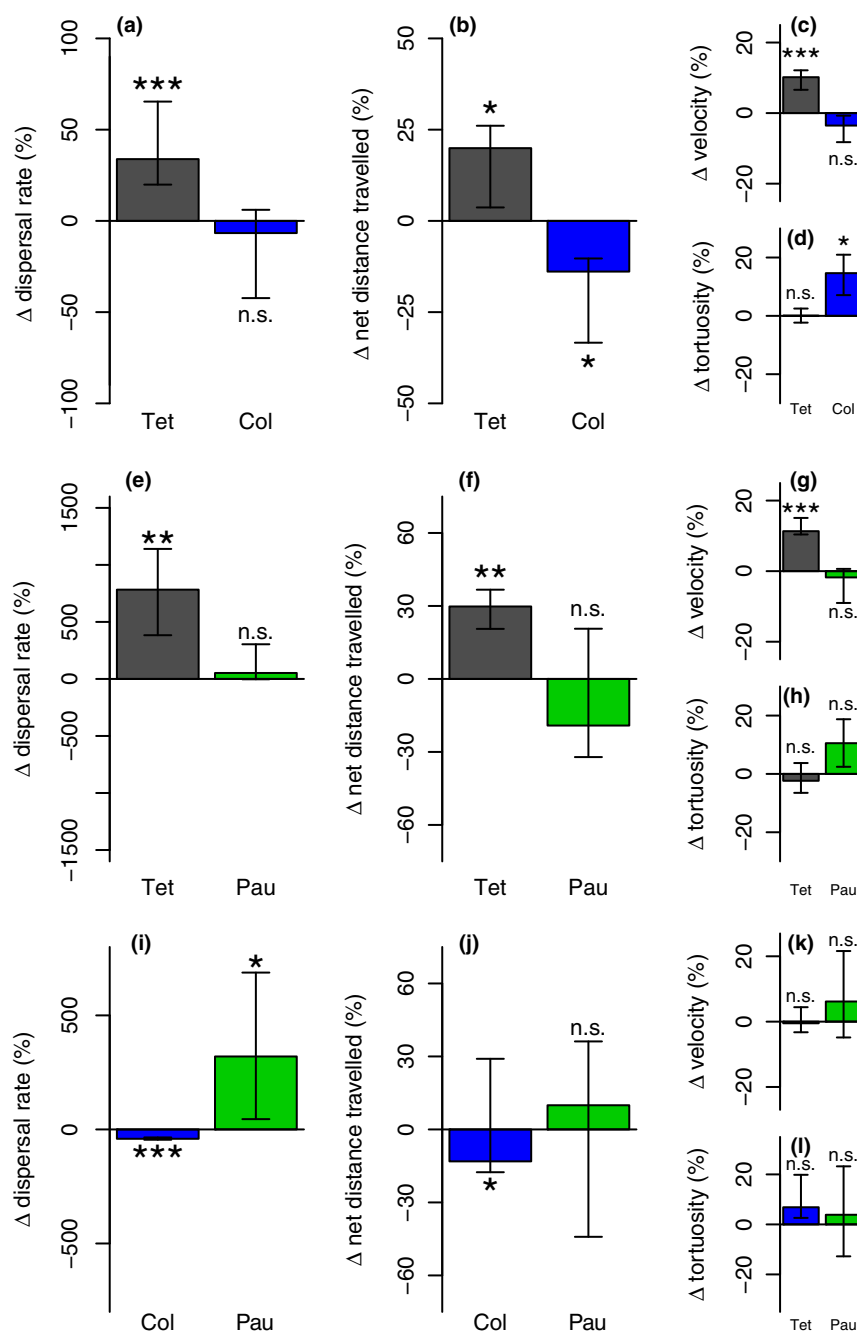 (a)
Δ dispersal rate (%)
100
50
0
−50
−100
***
n.s.
Tet
Col
(b)
Δ net distance travelled (%)
50
25
0
−25
−50
*
*
Tet
Col
(c)
Δ velocity (%)
20
0
−20
***
n.s.
(d)
Δ tortuosity (%)
20
0
−20
n.s.
*
Tet
Col
(e)
Δ dispersal rate (%)
1500
500
0
−500
−1500
**
n.s.
Tet
Pau
(f)
Δ net distance travelled (%)
60
30
0
−30
−60
**
n.s.
Tet
Pau
(g)
Δ velocity (%)
20
0
−20
***
n.s.
(h)
Δ tortuosity (%)
20
0
−20
n.s.
n.s.
Tet
Pau
(i)
Δ dispersal rate (%)
500
0
−500
***
*
Col
Pau
(j)
Δ net distance travelled (%)
60
30
0
−30
−60
*
n.s.
Col
Pau
(k)
Δ velocity (%)
20
0
−20
n.s.
n.s.
(l)
Δ tortuosity (%)
20
0
−20
n.s.
n.s.
Tet
Pau